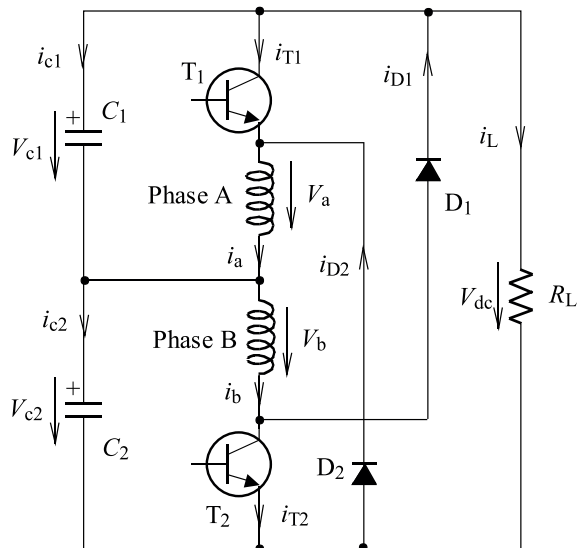 i_c1
i_T1
i_D1
T_1
+ C_1
V_c1
i_L
Phase A
V_a
D_1
i_a
i_D2
i_c2
V_dc
R_L
Phase B
V_b
+
V_c2
i_b
C_2
D_2
T_2
i_T2